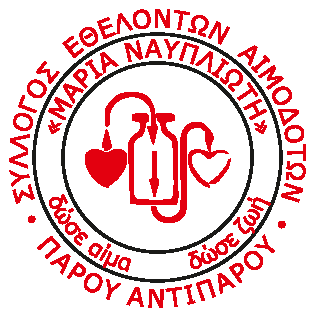 ΣΥΛΛΟΓΟΣ ΕΘΕΛΟΝΤΩΝ ΑΙΜΟΔΟΤΩΝ
«ΜΑΡΙΑ ΝΑΥΠΛΙΩΤΗ»
δώσε αίμα
δώσε ζωή
• ΠΑΡΟΥ ΑΝΤΙΠΑΡΟΥ •